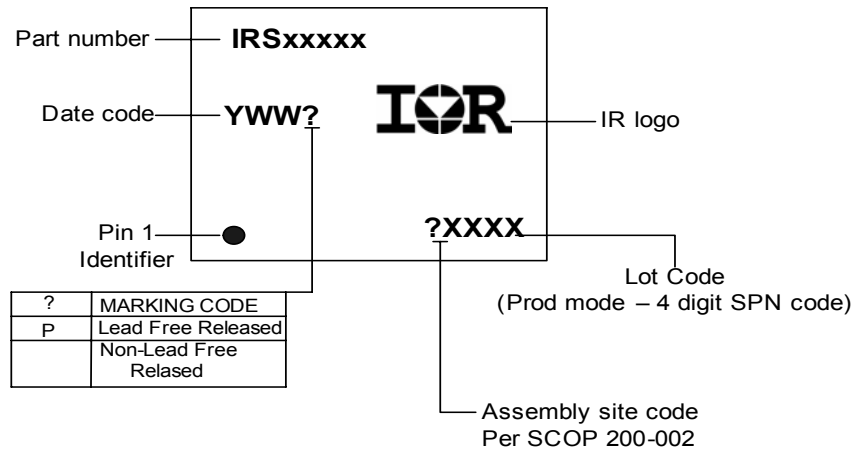 Part number
IRSxxxxx
Date code
YWW?
IOR
IR logo
Pin 1
Identifier
?XXXX
Lot Code
(Prod mode – 4 digit SPN code)
? MARKING CODE
P Lead Free Released
Non-Lead Free
Relased
Assembly site code
Per SCOP 200-002